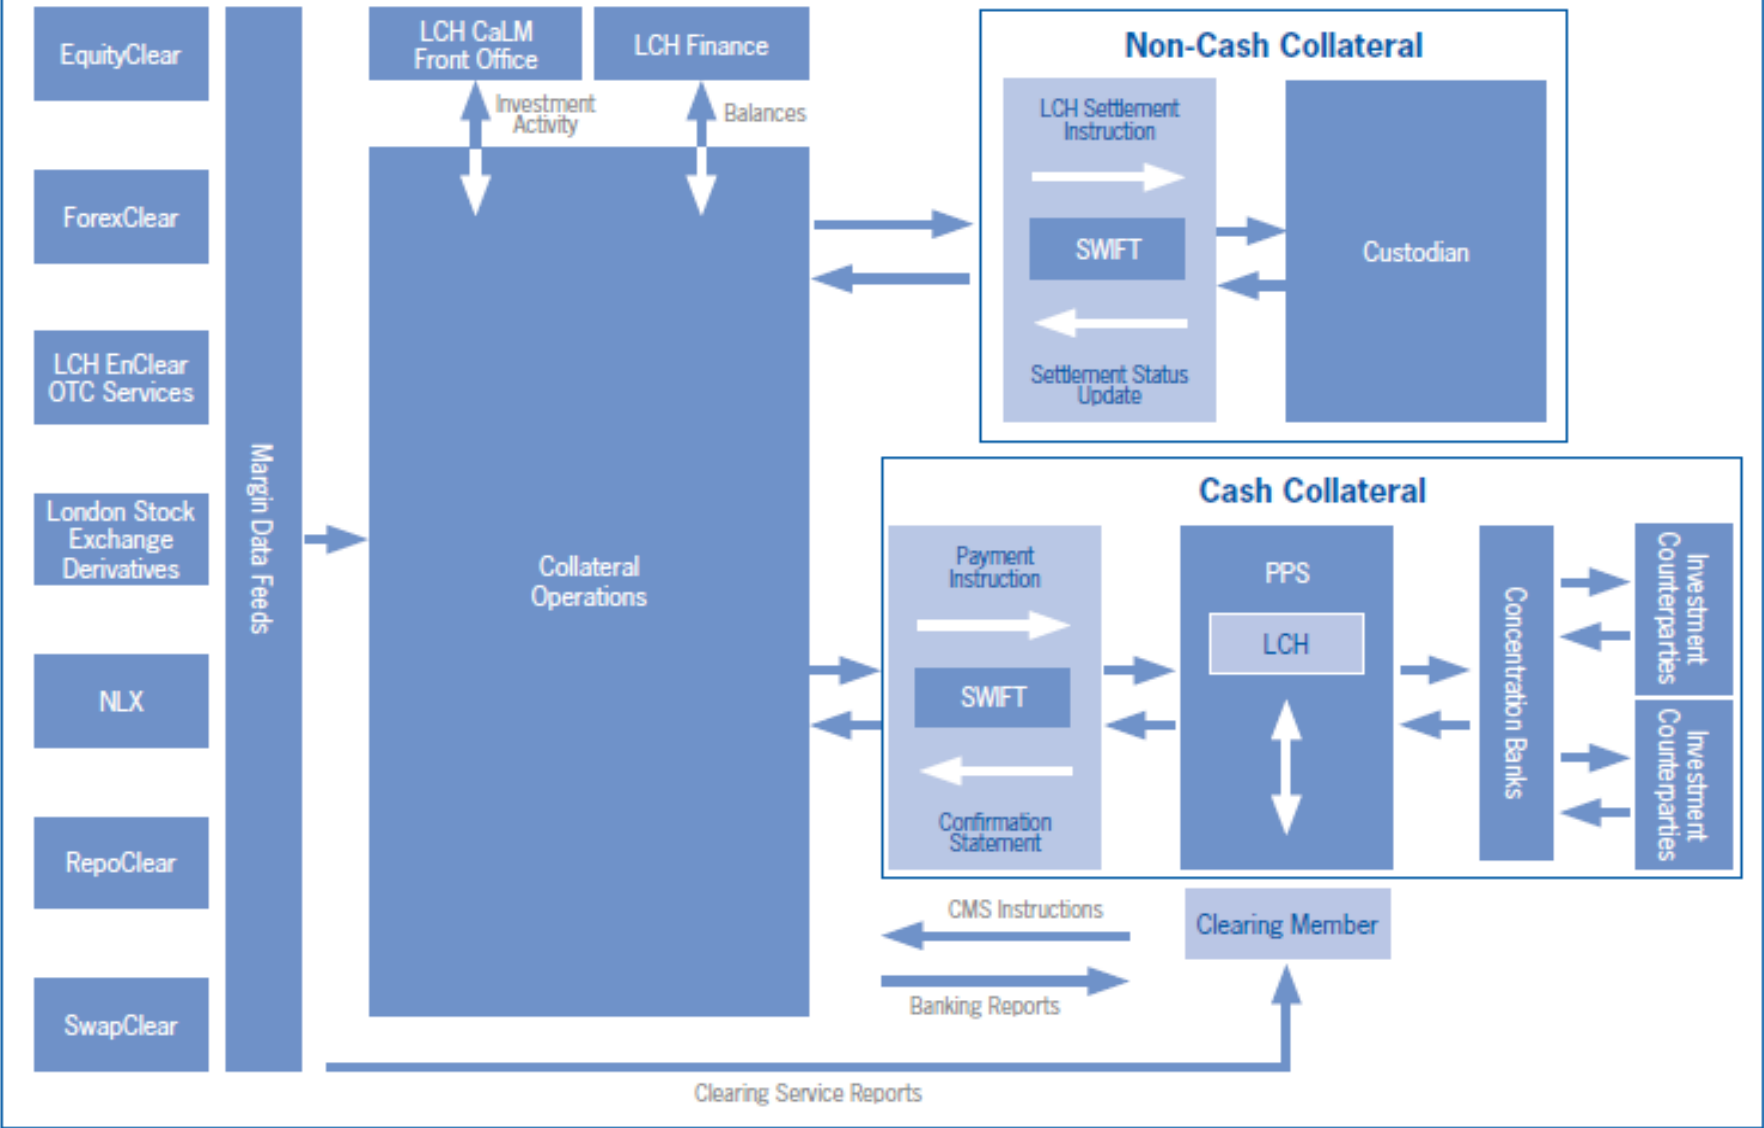 EquityClear
ForexClear
LCH EnClear
OTC Services
London Stock
Exchange
Derivatives
NLX
RepoClear
SwapClear
Margin Data Feeds
LCH CaLM
Front Office
LCH Finance
Investment
Activity
Balances
Collateral
Operations
Non-Cash Collateral
LCH Settlement
Instruction
SWIFT
Settlement Status
Update
Custodian
Cash Collateral
Payment
Instruction
SWIFT
Confirmation
Statement
PPS
LCH
Concentration Banks
Investment
Counterparties
Investment
Counterparties
CMS Instructions
Banking Reports
Clearing Member
Clearing Service Reports